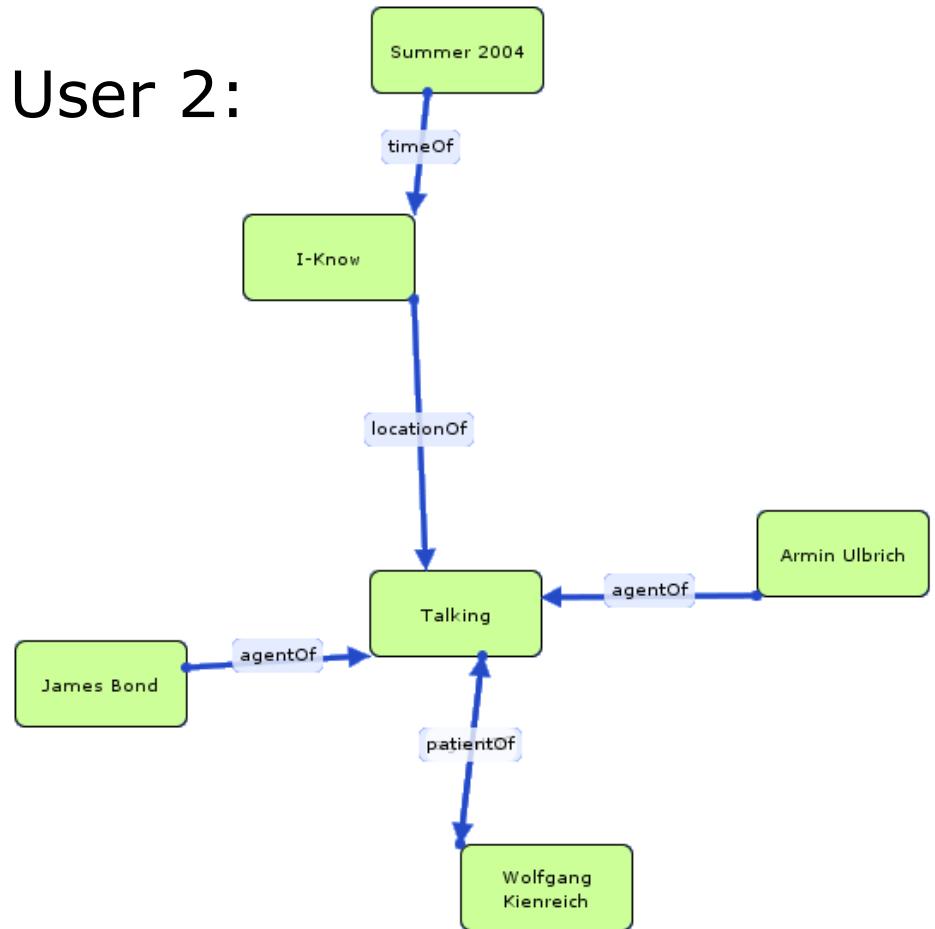 User 2:
Summer 2004
timeOf
I-Know
locationOf
Armin Ulbrich
agentOf
Talking
agentOf
James Bond
patientOf
Wolfgang
Kienreich